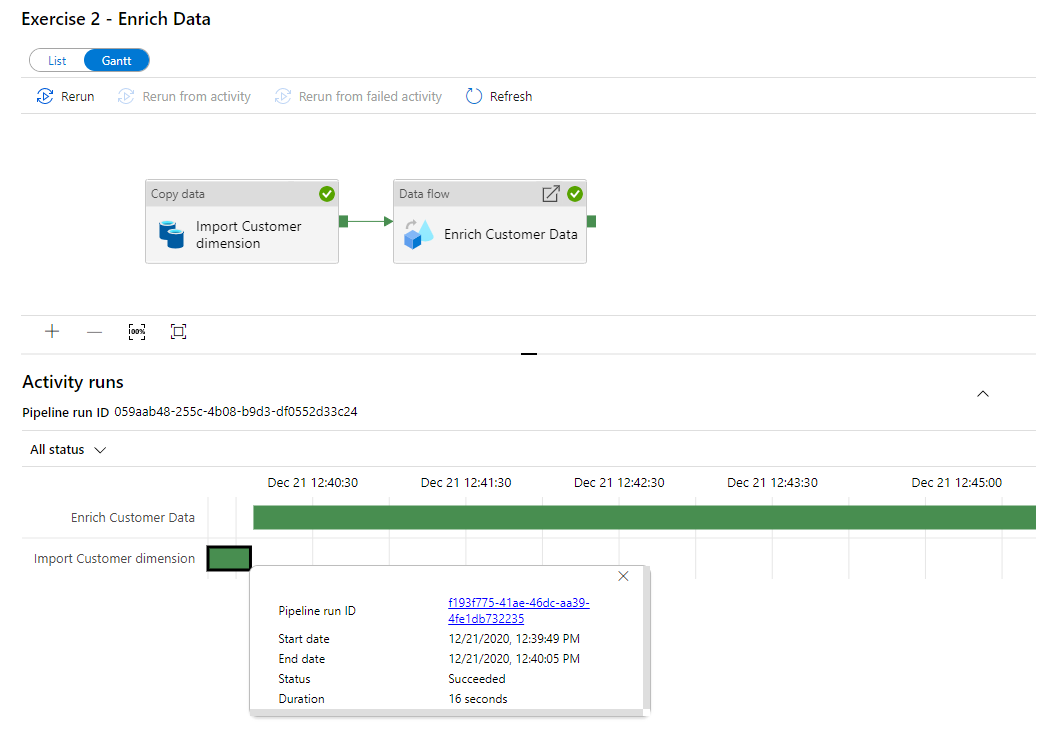 Exercise 2 - Enrich Data
List Gantt
Rerun Rerun from activity Rerun from failed activity Refresh
Copy data
Import Customer
dimension
Data flow
Enrich Customer Data
00%
Activity runs
Pipeline run ID 059aab48-255c-4b08-b9d3-df0552d33c24
All status
Dec 21 12:40:30 Dec 21 12:41:30 Dec 21 12:42:30 Dec 21 12:43:30 Dec 21 12:45:00
Enrich Customer Data
Import Customer dimension
Pipeline run ID f193f775-41ae-46dc-aa39-
4fe1db732235
Start date 12/21/2020, 12:39:49 PM
End date 12/21/2020, 12:40:05 PM
Status Succeeded
Duration 16 seconds